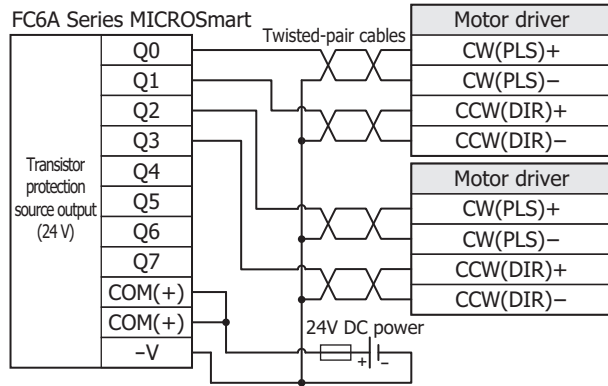 FC6A Series MICROSmart
Transistor
protection
source output
(24 V)
Q0
Q1
Q2
Q3
Q4
Q5
Q6
Q7
COM(+)
COM(+)
−V
Twisted-pair cables
Motor driver
CW(PLS)+
CW(PLS)−
CCW(DIR)+
CCW(DIR)−
Motor driver
CW(PLS)+
CW(PLS)−
CCW(DIR)+
CCW(DIR)−
24V DC power
+ −